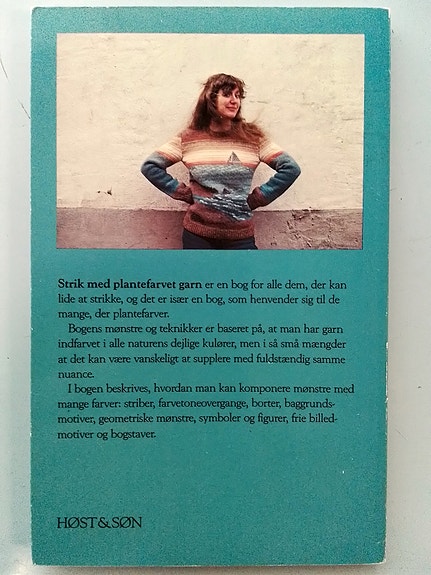 Strik med plantefarvet garn er en bog for alle dem, der kan
lide at strikke, og det er især en bog, som henvender sig til de
mange, der plantefarver.
Bogens mønstre og teknikker er baseret på, at man har garn
indfarvet i alle naturens dejlige kulører, men i så små mængder
at det kan være vanskeligt at supplere med fuldstændig samme
nuance.
I bogen beskrives, hvordan man kan komponere mønstre med
mange farver: striber, farvetoneovergange, borter, baggrunds-
motiver, geometriske mønstre, symboler og figurer, frie billed-
motiver og bogstaver.
HØST & SØN